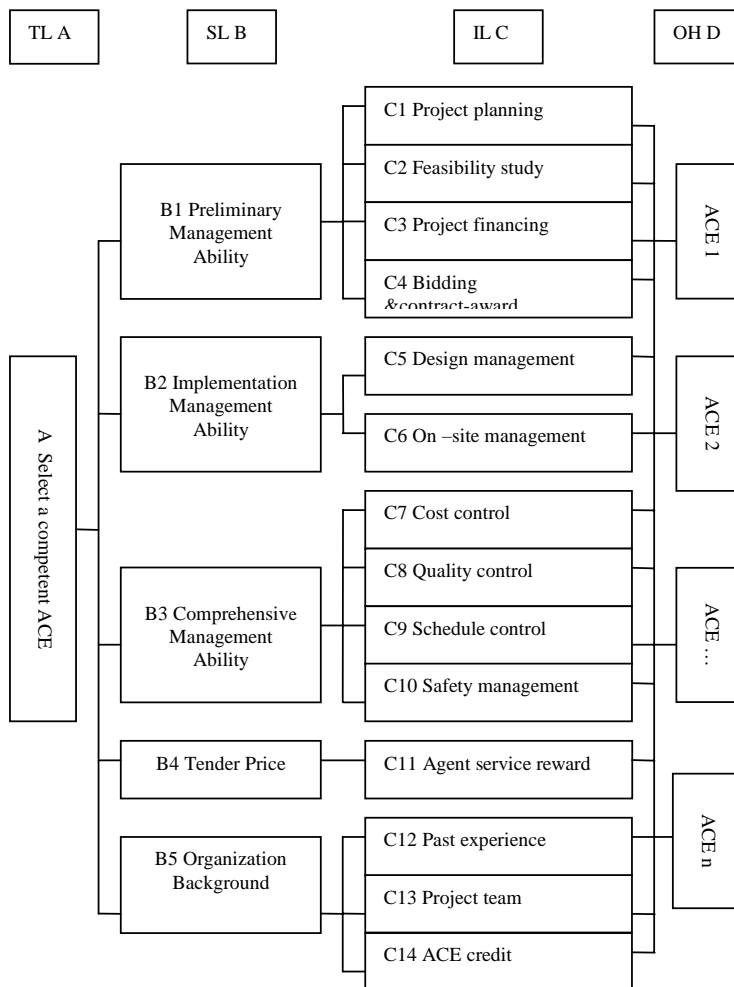 TL A
SL B
IL C
OH D
A Select a competent ACE
B1 Preliminary
Management
Ability
B2 Implementation
Management
Ability
B3 Comprehensive
Management
Ability
B4 Tender Price
B5 Organization
Background
C1 Project planning
C2 Feasibility study
C3 Project financing
C4 Bidding
&contract-award
C5 Design management
C6 On –site management
C7 Cost control
C8 Quality control
C9 Schedule control
C10 Safety management
C11 Agent service reward
C12 Past experience
C13 Project team
C14 ACE credit
ACE 1
ACE 2
ACE …
ACE n